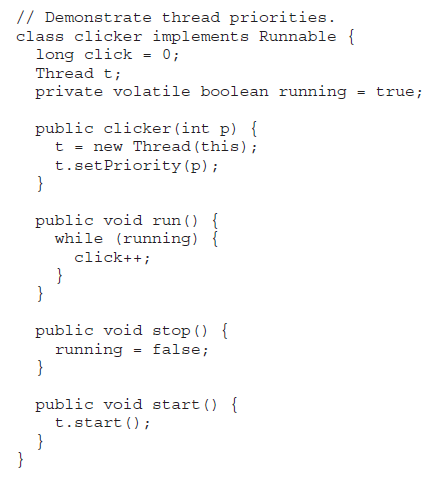 // Demonstrate thread priorities.
class clicker implements Runnable {
  long click = 0;
  Thread t;
  private volatile boolean running = true;

  public clicker(int p) {
    t = new Thread(this);
    t.setPriority(p);
  }

  public void run() {
    while (running) {
      click++;
    }
  }

  public void stop() {
    running = false;
  }

  public void start() {
    t.start();
  }
}